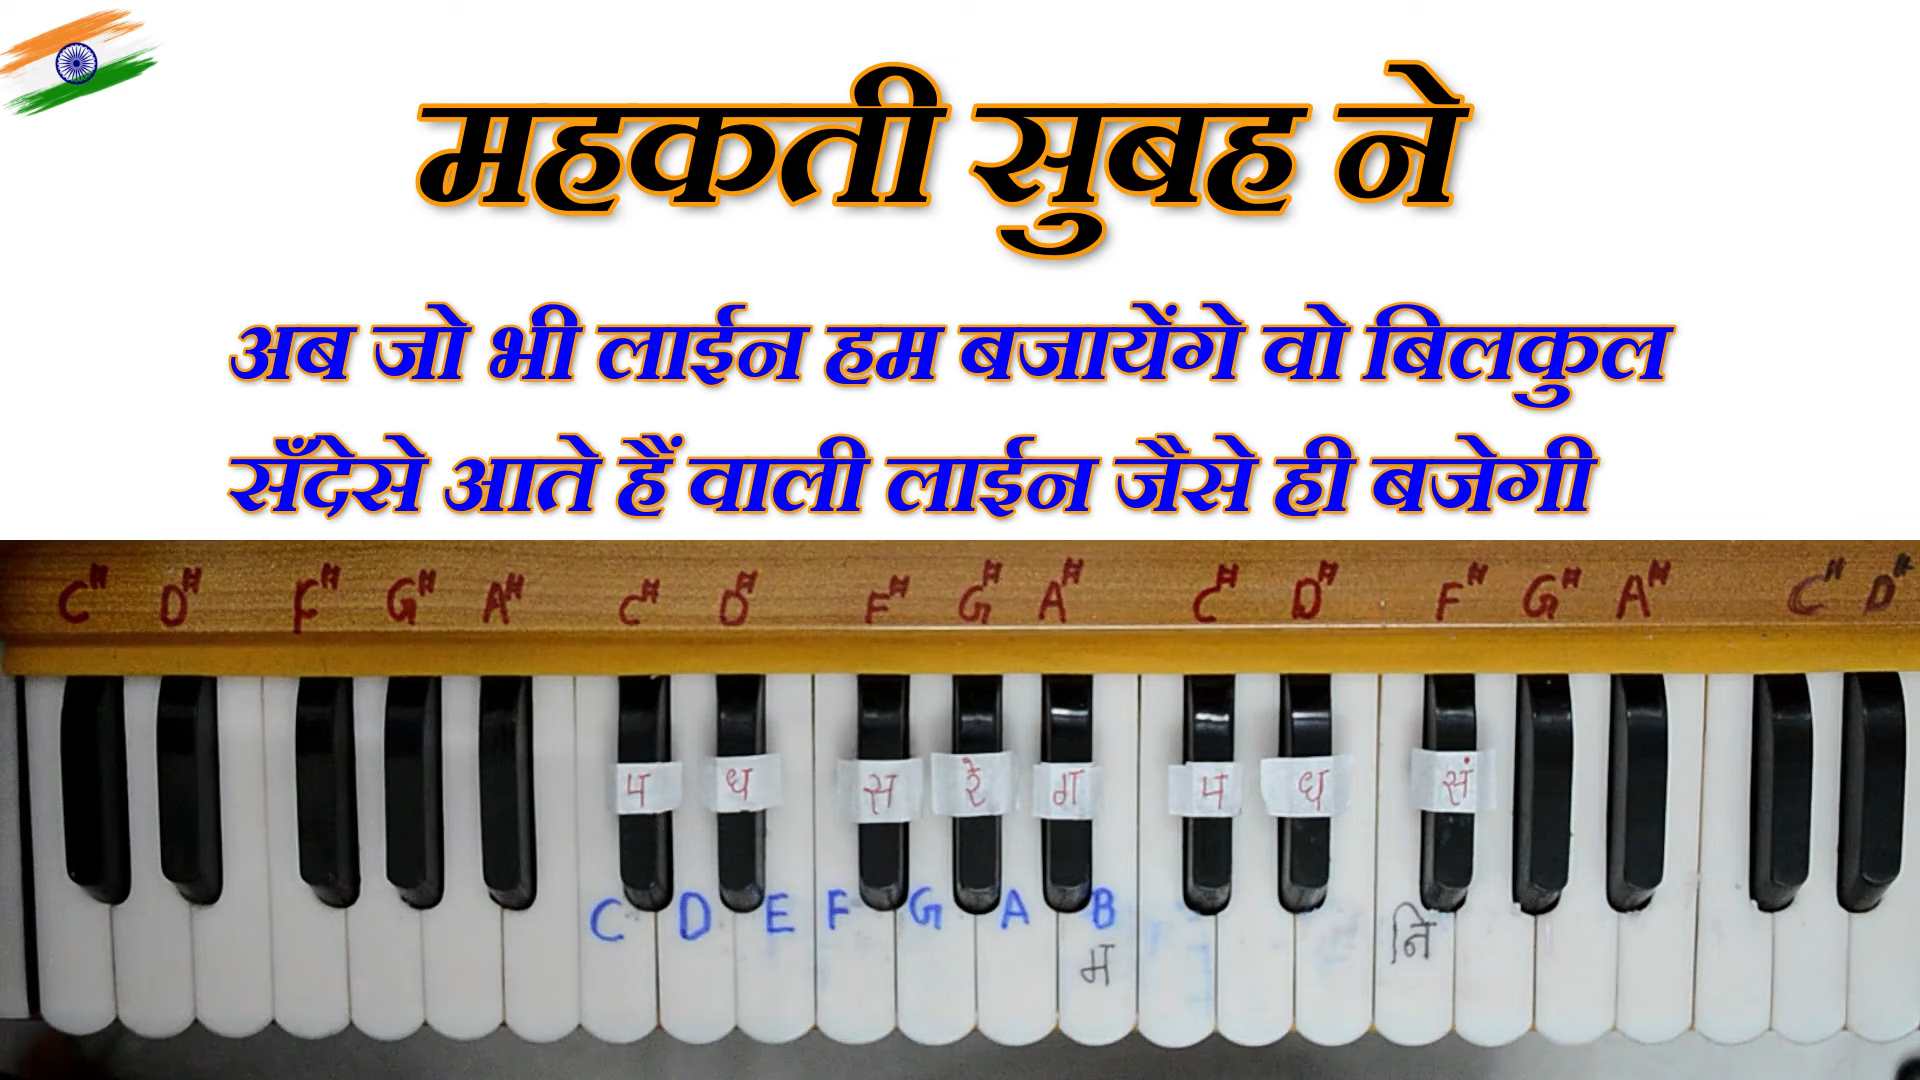 महकती सुबह ने
अब जो भी लाईन हम बजायेंगे वो बिलकुल
सँदेसे आते हैं वाली लाईन जैसे ही बजेगी
C# D# F# G# A# C# D# F# G# A# C# D# F# G# A# C# D#
प ध स रे ग प ध सं
C D E F G A B
म नि